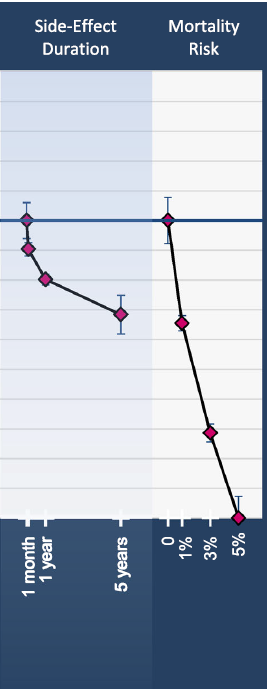 Side-Effect
Duration
Mortality
Risk
1 month
1 year
5 years
0
1%
3%
5%